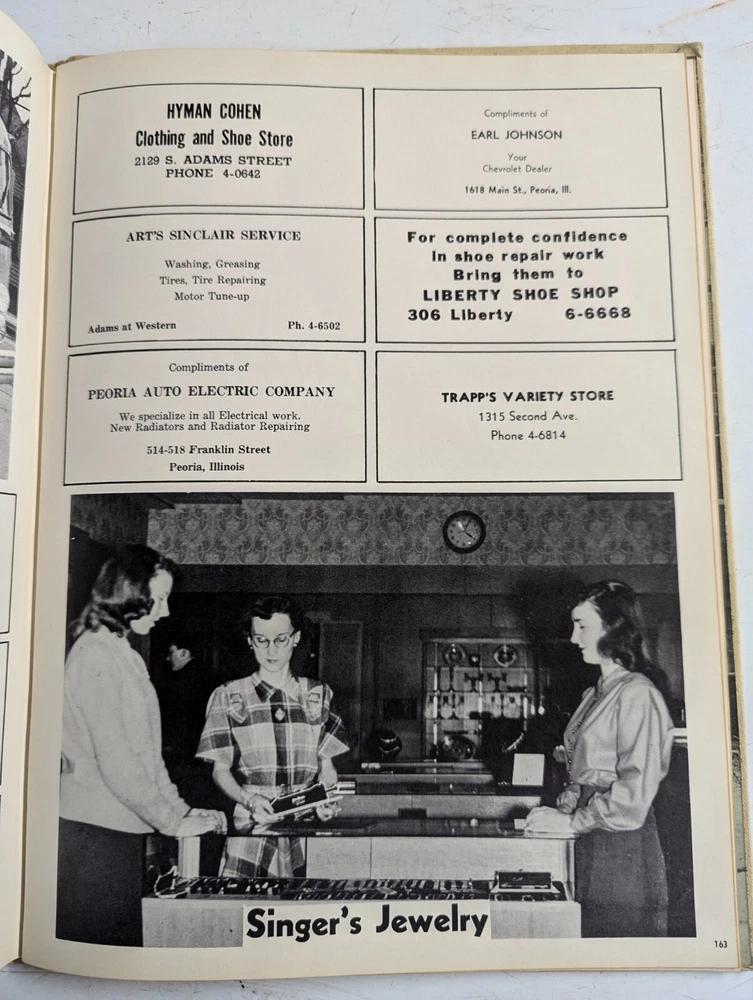 HYMAN COHEN
Clothing and Shoe Store
2129 S. ADAMS STREET
PHONE 4-0642
Compliments of
EARL JOHNSON
Your
Chevrolet Dealer
1618 Main St., Peoria, Ill.
ART'S SINCLAIR SERVICE
Washing, Greasing
Tires, Tire Repairing
Motor Tune-up
Adams at Western Ph. 4-6502
For complete confidence
In shoe repair work
Bring them to
LIBERTY SHOE SHOP
306 Liberty 6-6668
Compliments of
PEORIA AUTO ELECTRIC COMPANY
We specialize in all Electrical work.
New Radiators and Radiator Repairing
514-518 Franklin Street
Peoria, Illinois
TRAPP'S VARIETY STORE
1315 Second Ave.
Phone 4-6814
Singer's Jewelry
163